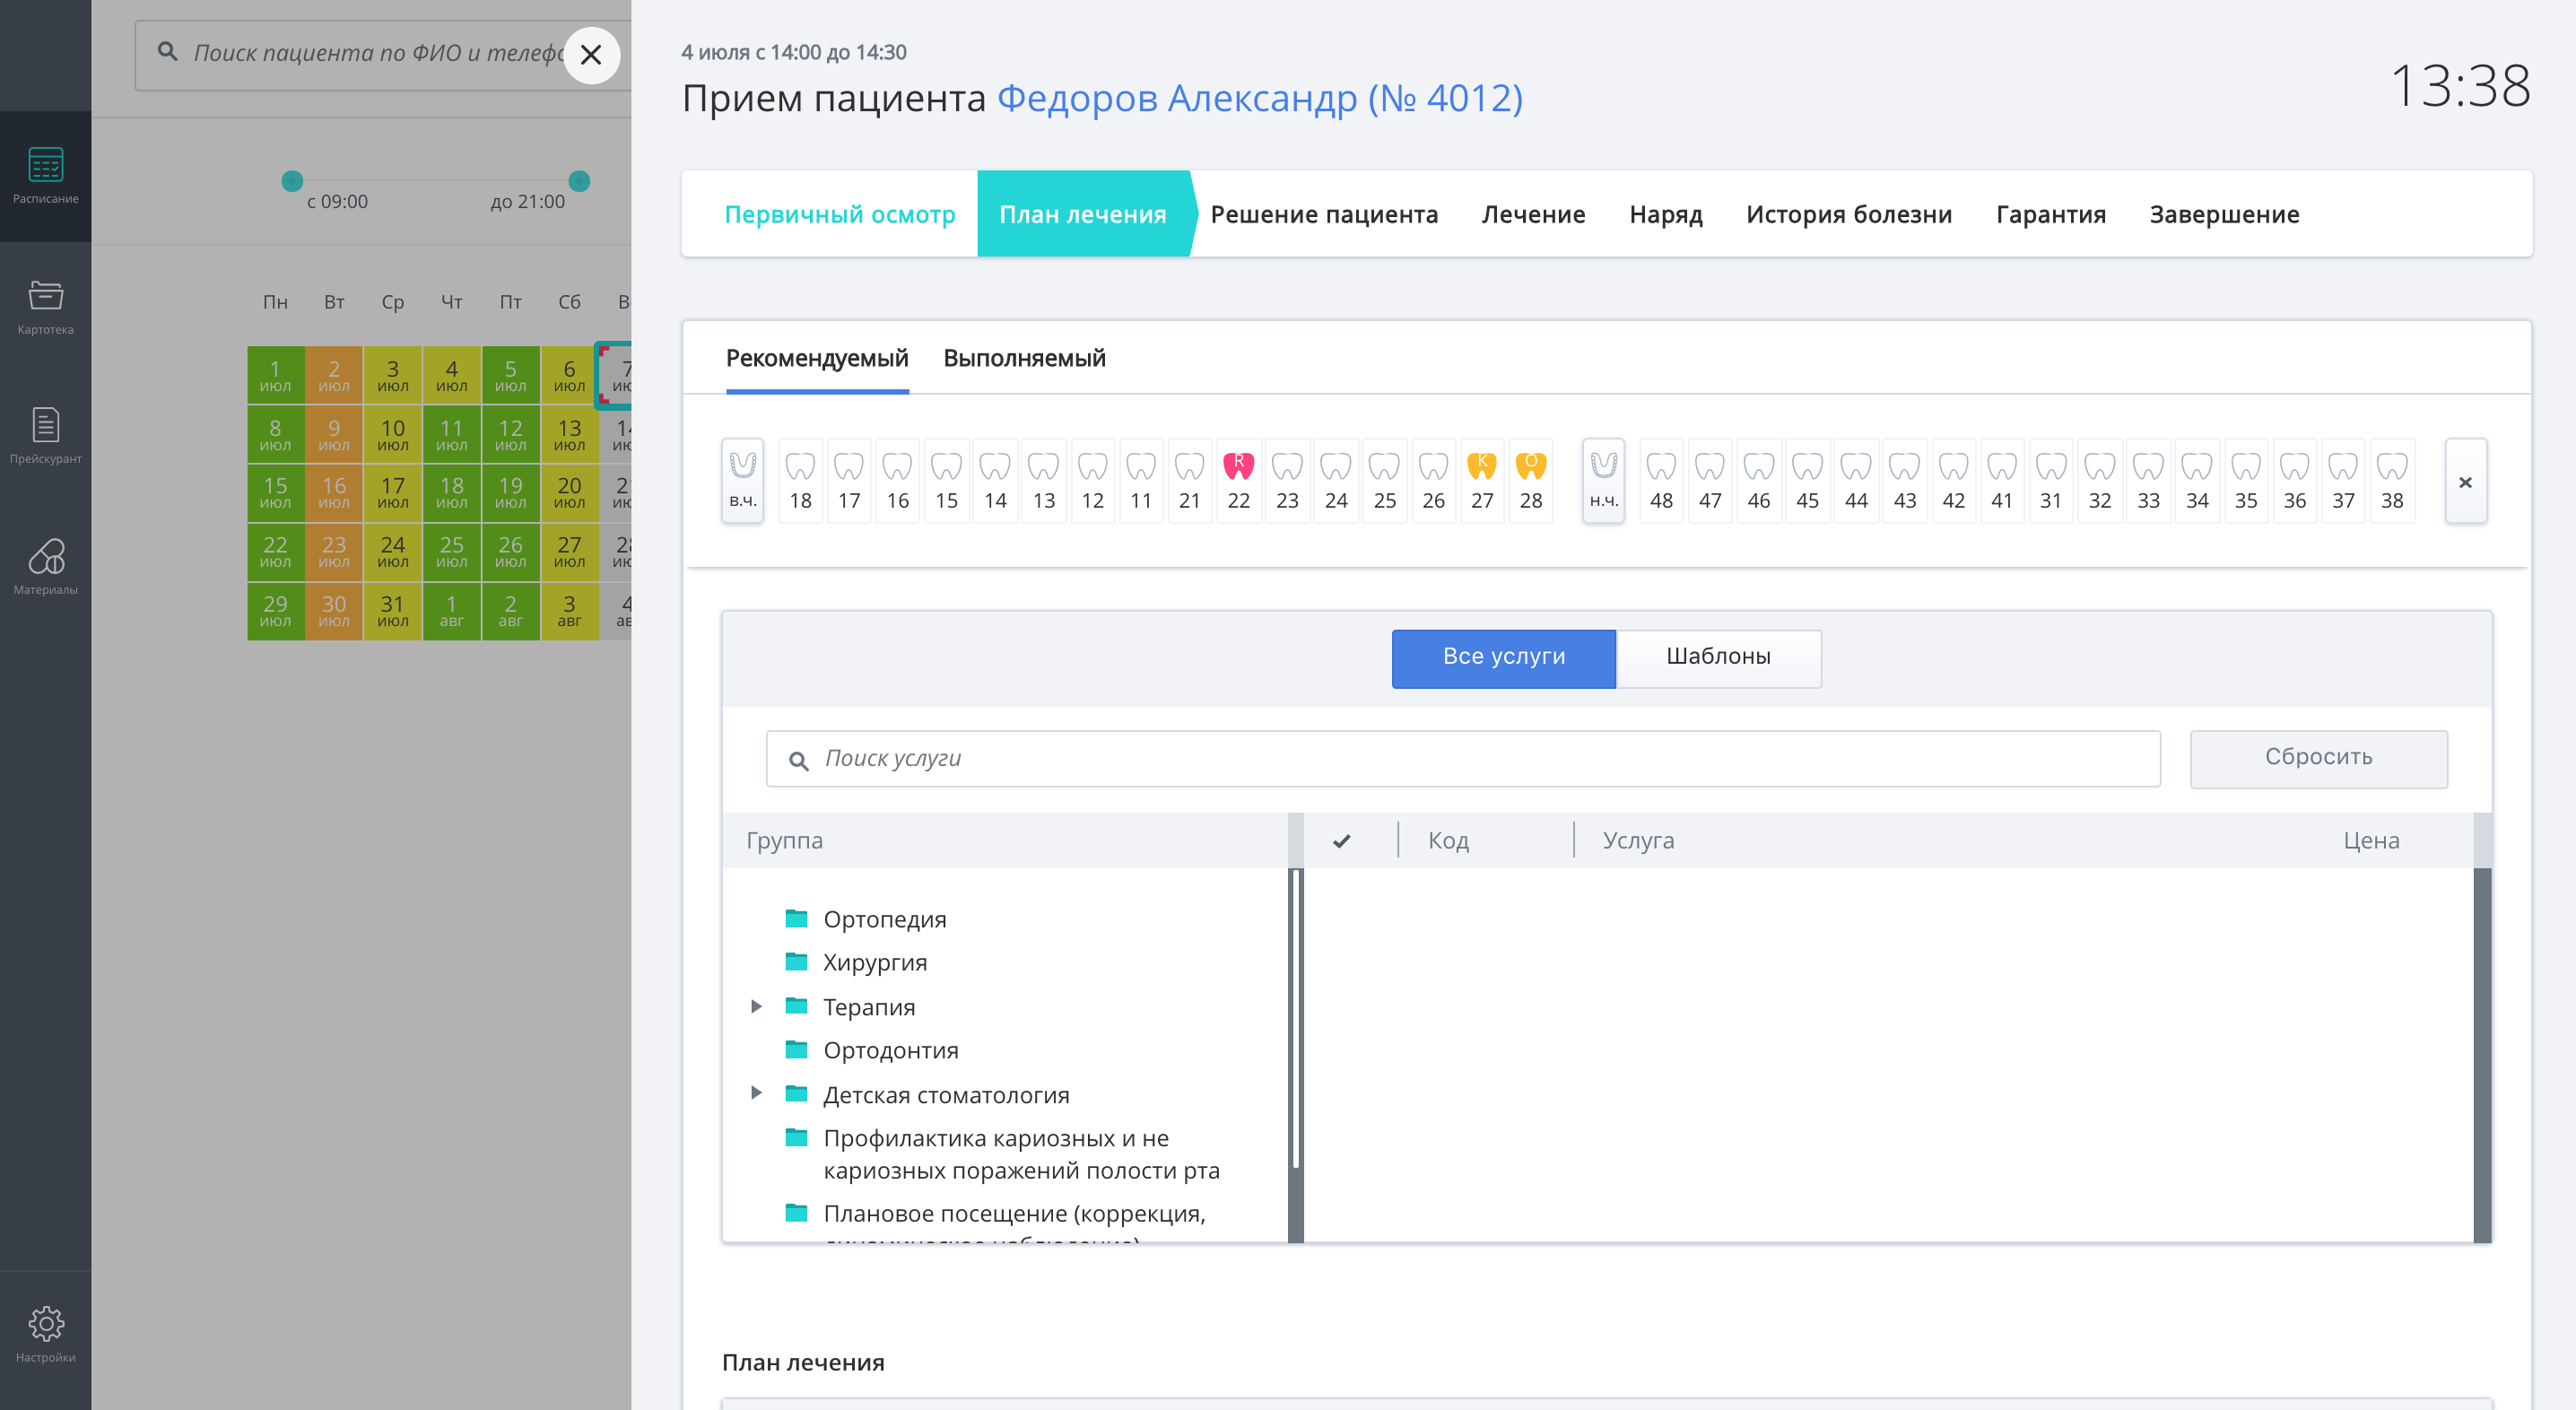 Поиск пациента по ФИО и телефо
4 июля с 14:00 до 14:30
Прием пациента Федоров Александр (№ 4012)
13:38
Расписание
Картотека
Прейскурант
Материалы
Настройки
с 09:00 до 21:00
Пн Вт Ср Чт Пт Сб В
1 2 3 4 5 6 7
июл июл июл июл июл июл ию
8 9 10 11 12 13 14
июл июл июл июл июл июл ию
15 16 17 18 19 20 2
июл июл июл июл июл июл ию
22 23 24 25 26 27 28
июл июл июл июл июл июл ию
29 30 31 1 2 3 4
июл июл июл авг авг авг ав
Первичный осмотр План лечения Решение пациента Лечение Наряд История болезни Гарантия Завершение
Рекомендуемый Выполняемый
R К О
в.ч. 18 17 16 15 14 13 12 11 21 22 23 24 25 26 27 28 н.ч. 48 47 46 45 44 43 42 41 31 32 33 34 35 36 37 38
Все услуги Шаблоны
Поиск услуги Сбросить
Группа Код Услуга Цена
Ортопедия
Хирургия
Терапия
Ортодонтия
Детская стоматология
Профилактика кариозных и не
кариозных поражений полости рта
Плановое посещение (коррекция,
динамическое наблюдение)
План лечения